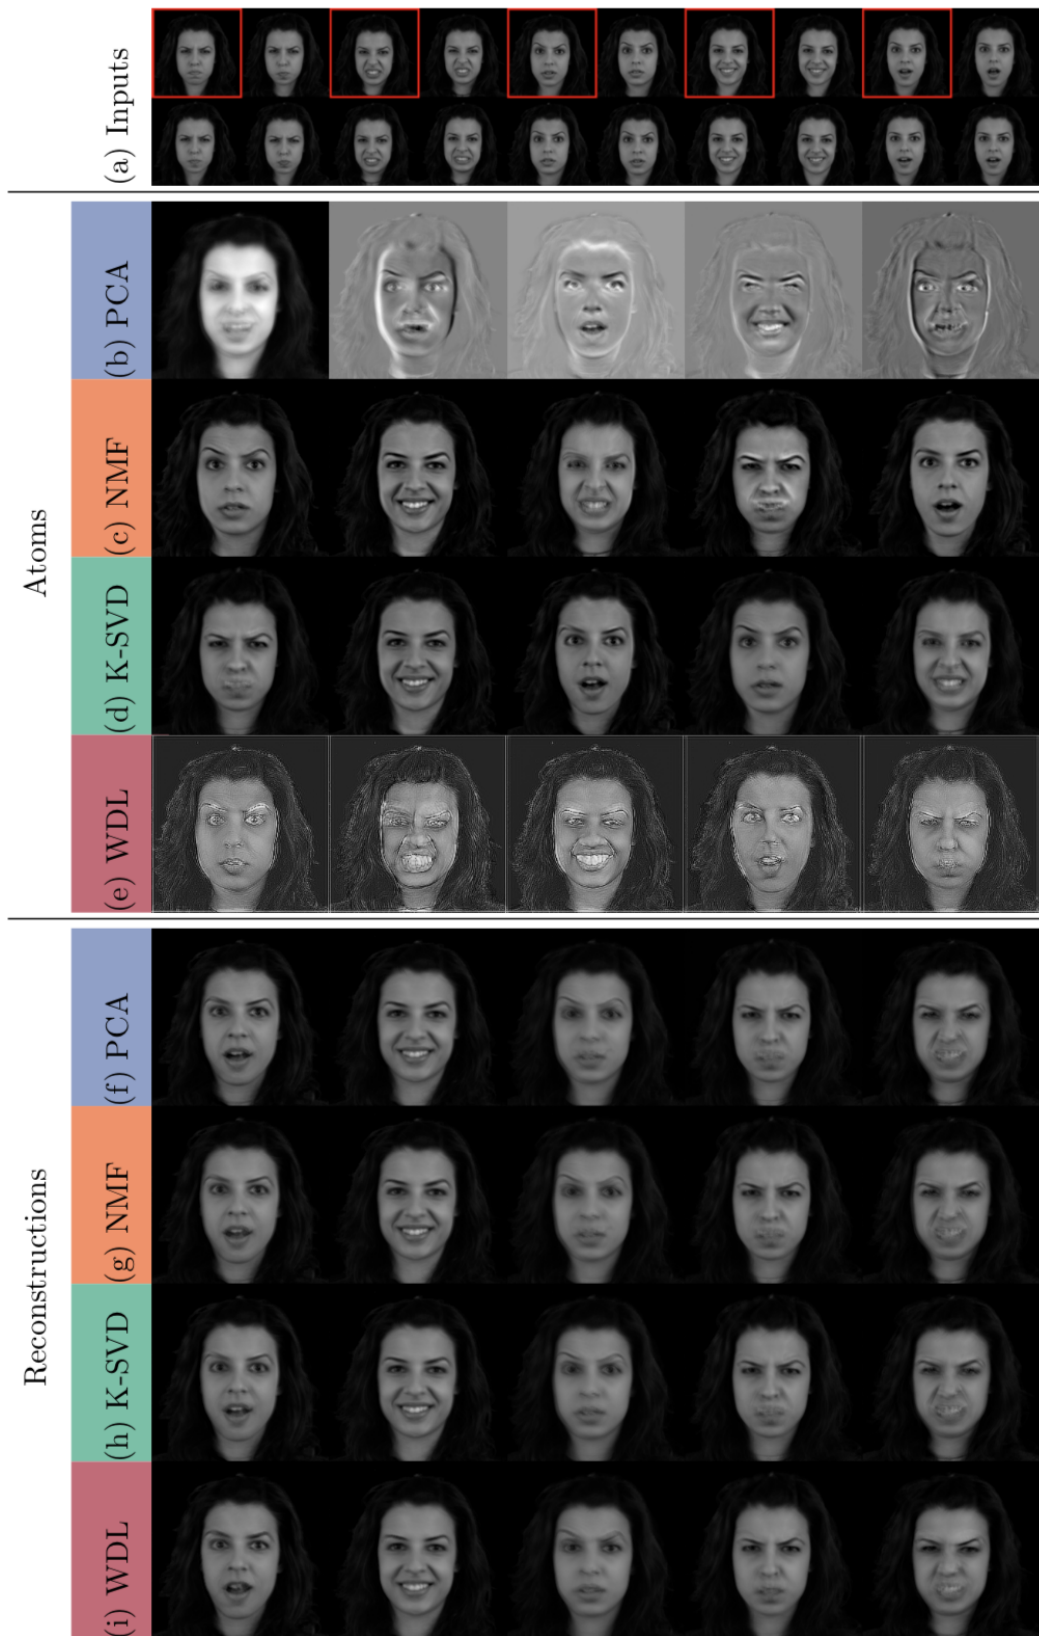 (a) Inputs
Atoms
(b) PCA
(c) NMF
(d) K-SVD
(e) WDL
Reconstructions
(f) PCA
(g) NMF
(h) K-SVD
(i) WDL